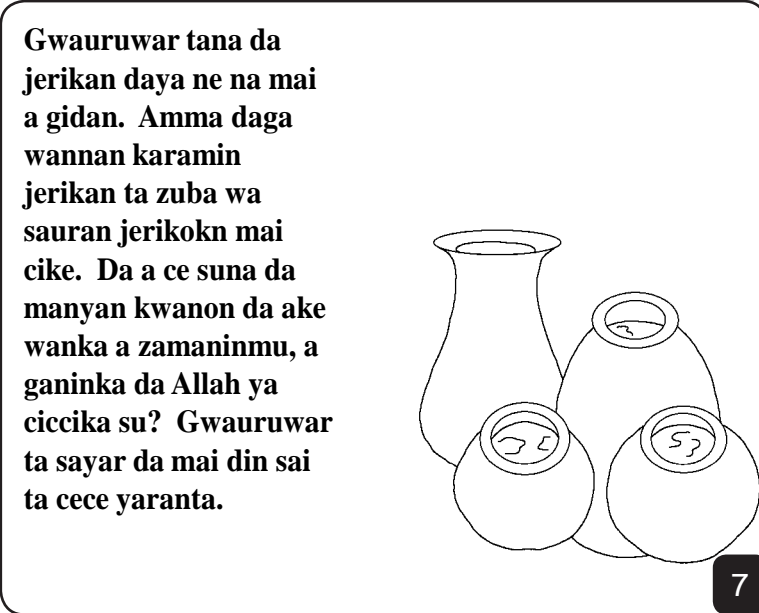 Gwauruwar tana da
jerikan daya ne na mai
a gidan.  Amma daga
wannan karamin
jerikan ta zuba wa
sauran jerikokn mai
cike.  Da a ce suna da
manyan kwanon da ake
wanka a zamaninmu, a
ganinka da Allah ya
ciccika su?  Gwauruwar
ta sayar da mai din sai
ta cece yaranta.
7